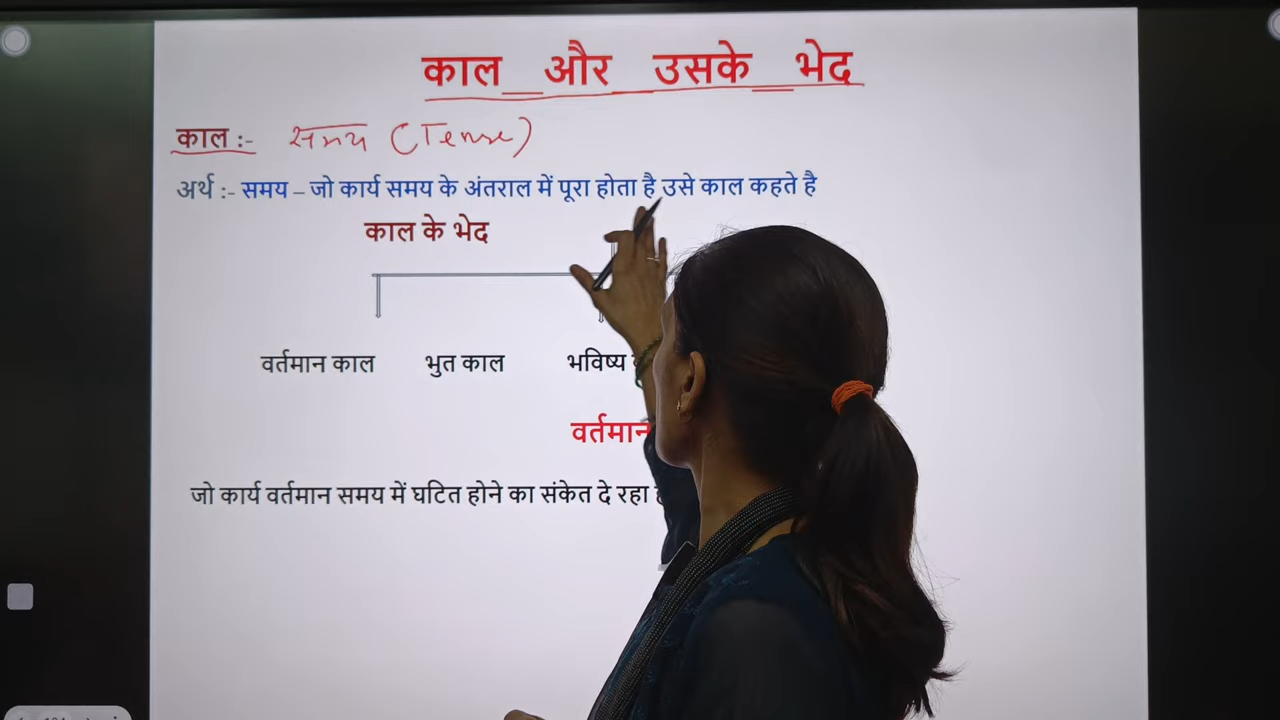 काल और उसके भेद
काल :- समय (Tense)
अर्थ :- समय – जो कार्य समय के अंतराल में पूरा होता है उसे काल कहते है
काल के भेद
वर्तमान काल भुत काल भविष्य
वर्तमान
जो कार्य वर्तमान समय में घटित होने का संकेत दे रहा